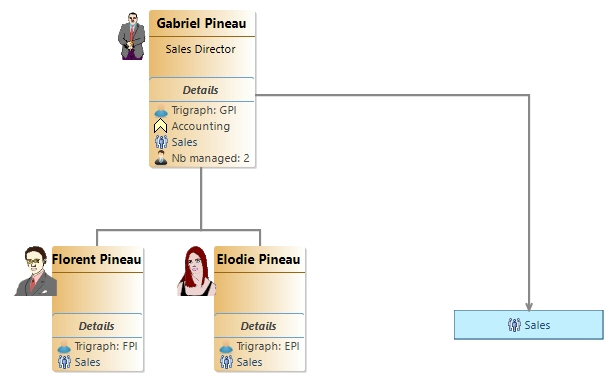 Gabriel Pineau
Sales Director
Details
Trigraph: GPI
Accounting
Sales
Nb managed: 2
Florent Pineau
Details
Trigraph: FPI
Sales
Elodie Pineau
Details
Trigraph: EPI
Sales
Sales